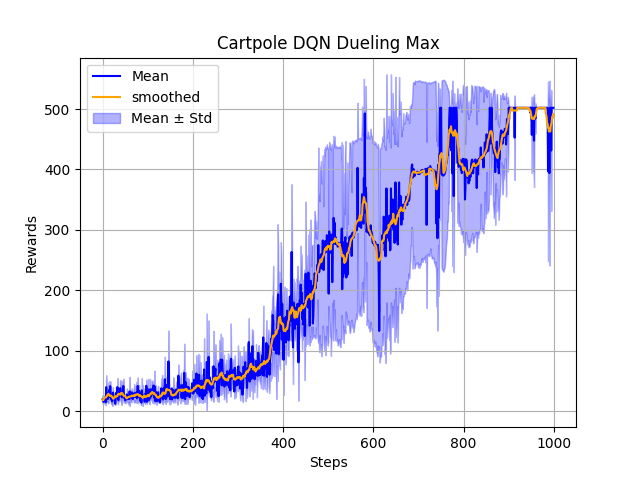 Cartpole DQN Dueling Max
Mean
smoothed
Mean ± Std
Rewards
500
400
300
200
100
0
0 200 400 600 800 1000
Steps